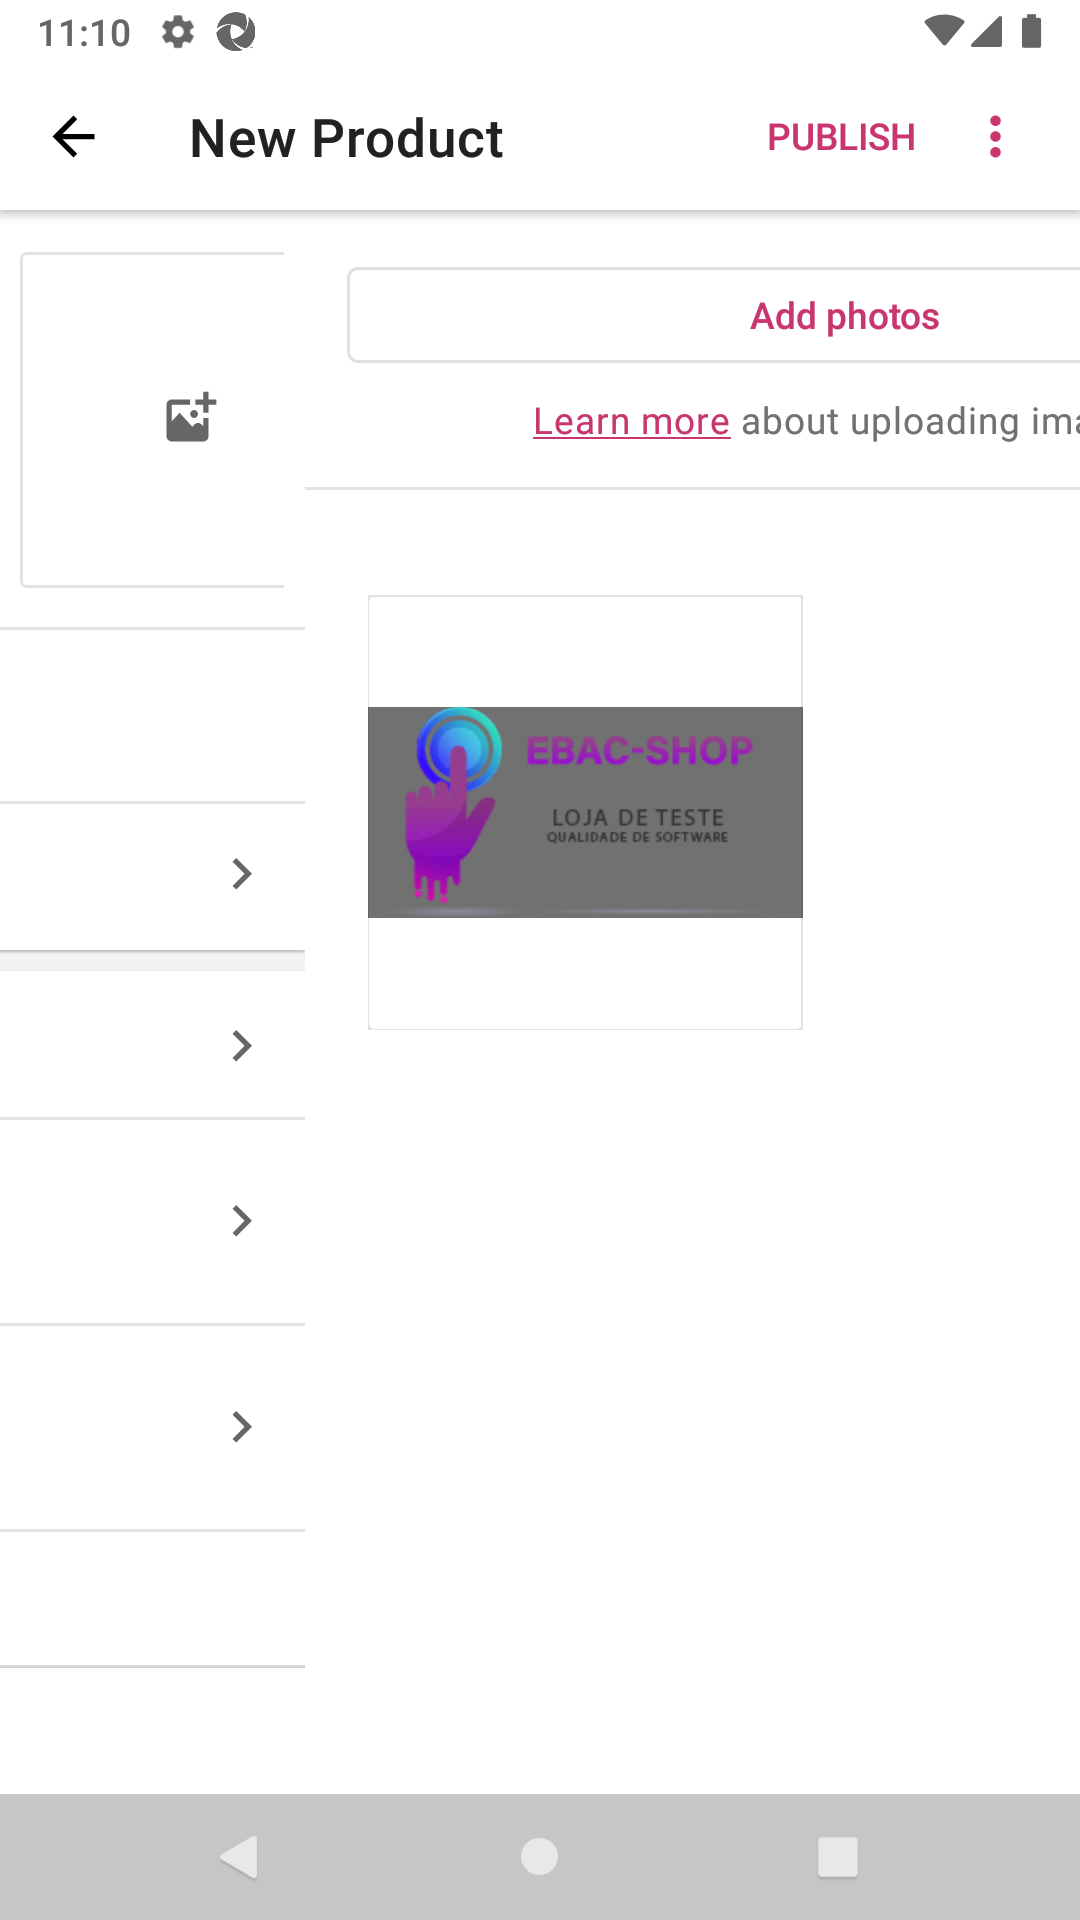 11:10
New Product
PUBLISH
Add photos
Learn more about uploading ima
EBAC-SHOP
LOJA DE TESTE
QUALIDADE DE SOFTWARE